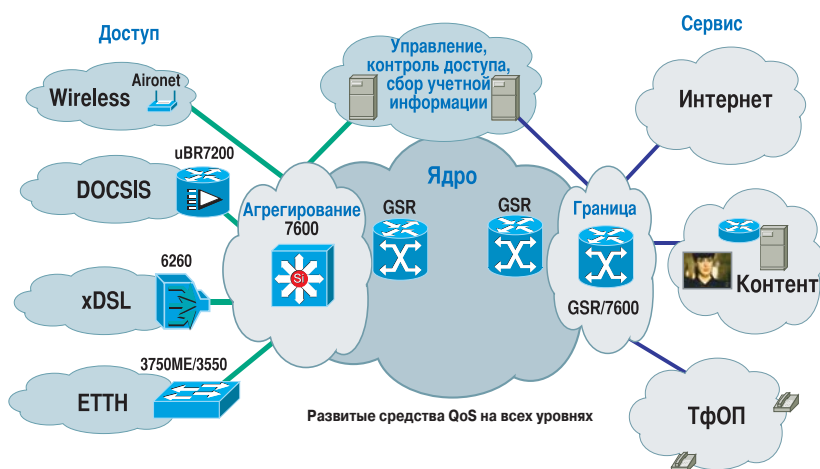 Доступ
Управление,
контроль доступа,
сбор учетной
информации
Сервис
Aironet
Wireless
Интернет
uBR7200
DOCSIS
Ядро
Агрегирование
7600
GSR
GSR
Граница
Si
GSR/7600
Контент
6260
xDSL
3750ME/3550
ETTH
Развитые средства QoS на всех уровнях
ТфОП